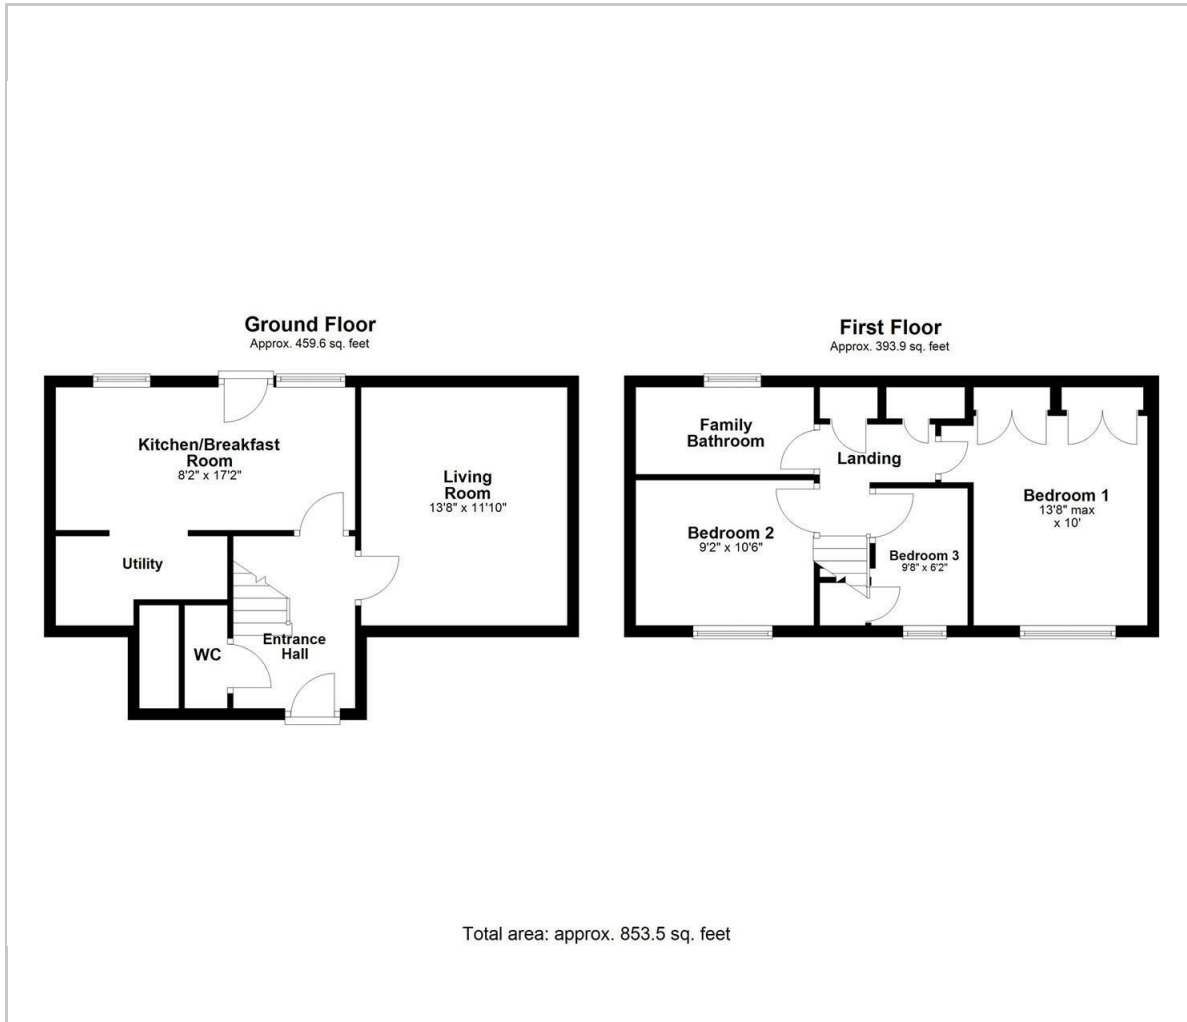 Ground Floor
Approx. 459.6 sq. feet
Kitchen/Breakfast
Room
8'2" x 17'2"
Living
Room
13'8" x 11'10"
Utility
WC
Entrance
Hall
First Floor
Approx. 393.9 sq. feet
Family
Bathroom
Landing
Bedroom 1
13'8" max
x 10'
Bedroom 2
9'2" x 10'6"
Bedroom 3
9'8" x 6'2"
Total area: approx. 853.5 sq. feet